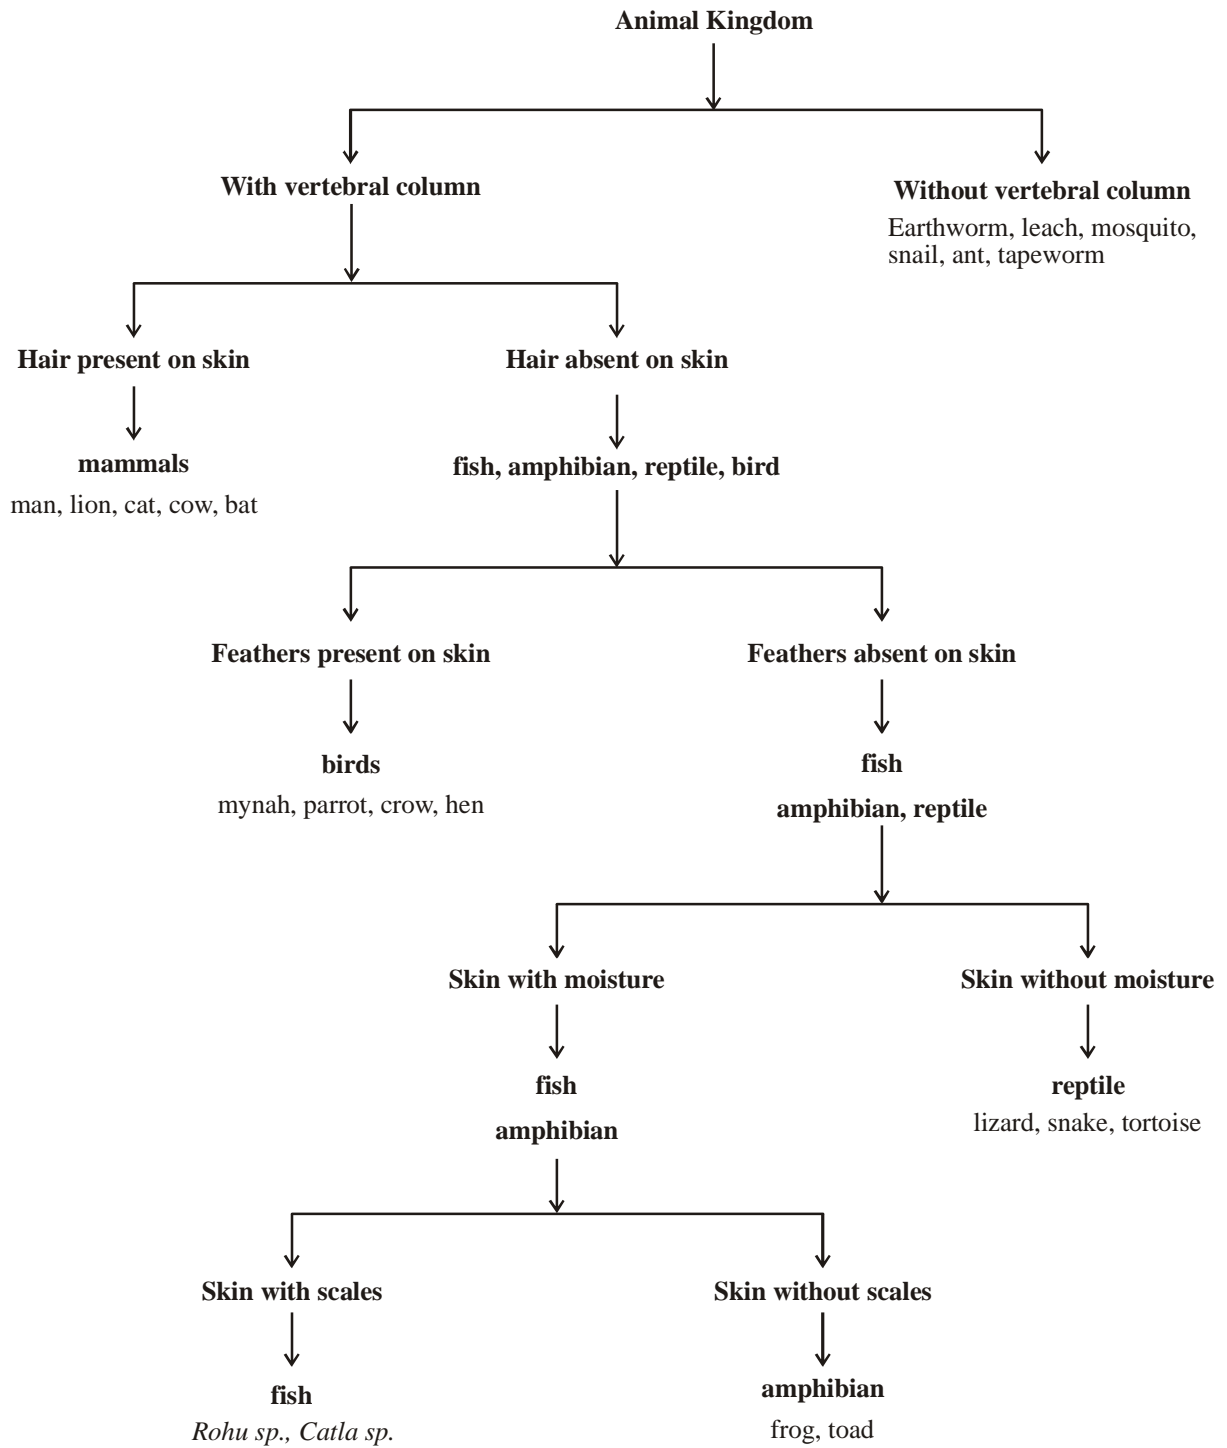 Animal Kingdom
With vertebral column
Without vertebral column
Earthworm, leach, mosquito,
snail, ant, tapeworm
Hair present on skin
Hair absent on skin
mammals
man, lion, cat, cow, bat
fish, amphibian, reptile, bird
Feathers present on skin
Feathers absent on skin
birds
mynah, parrot, crow, hen
fish
amphibian, reptile
Skin with moisture
Skin without moisture
fish
amphibian
reptile
lizard, snake, tortoise
Skin with scales
Skin without scales
fish
Rohu sp., Catla sp.
amphibian
frog, toad